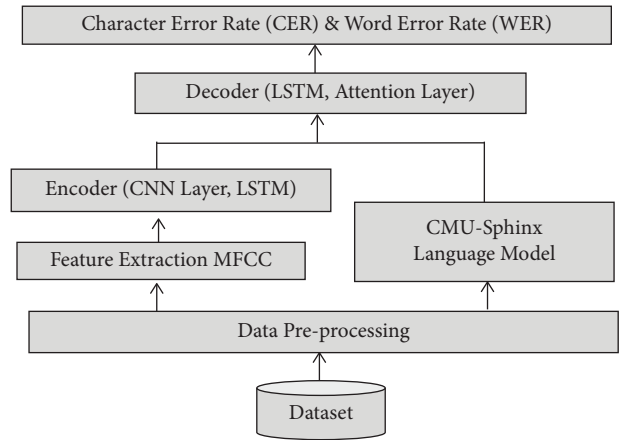 Character Error Rate (CER) & Word Error Rate (WER)
Decoder (LSTM, Attention Layer)
Encoder (CNN Layer, LSTM)
CMU-Sphinx
Language Model
Feature Extraction MFCC
Data Pre-processing
Dataset